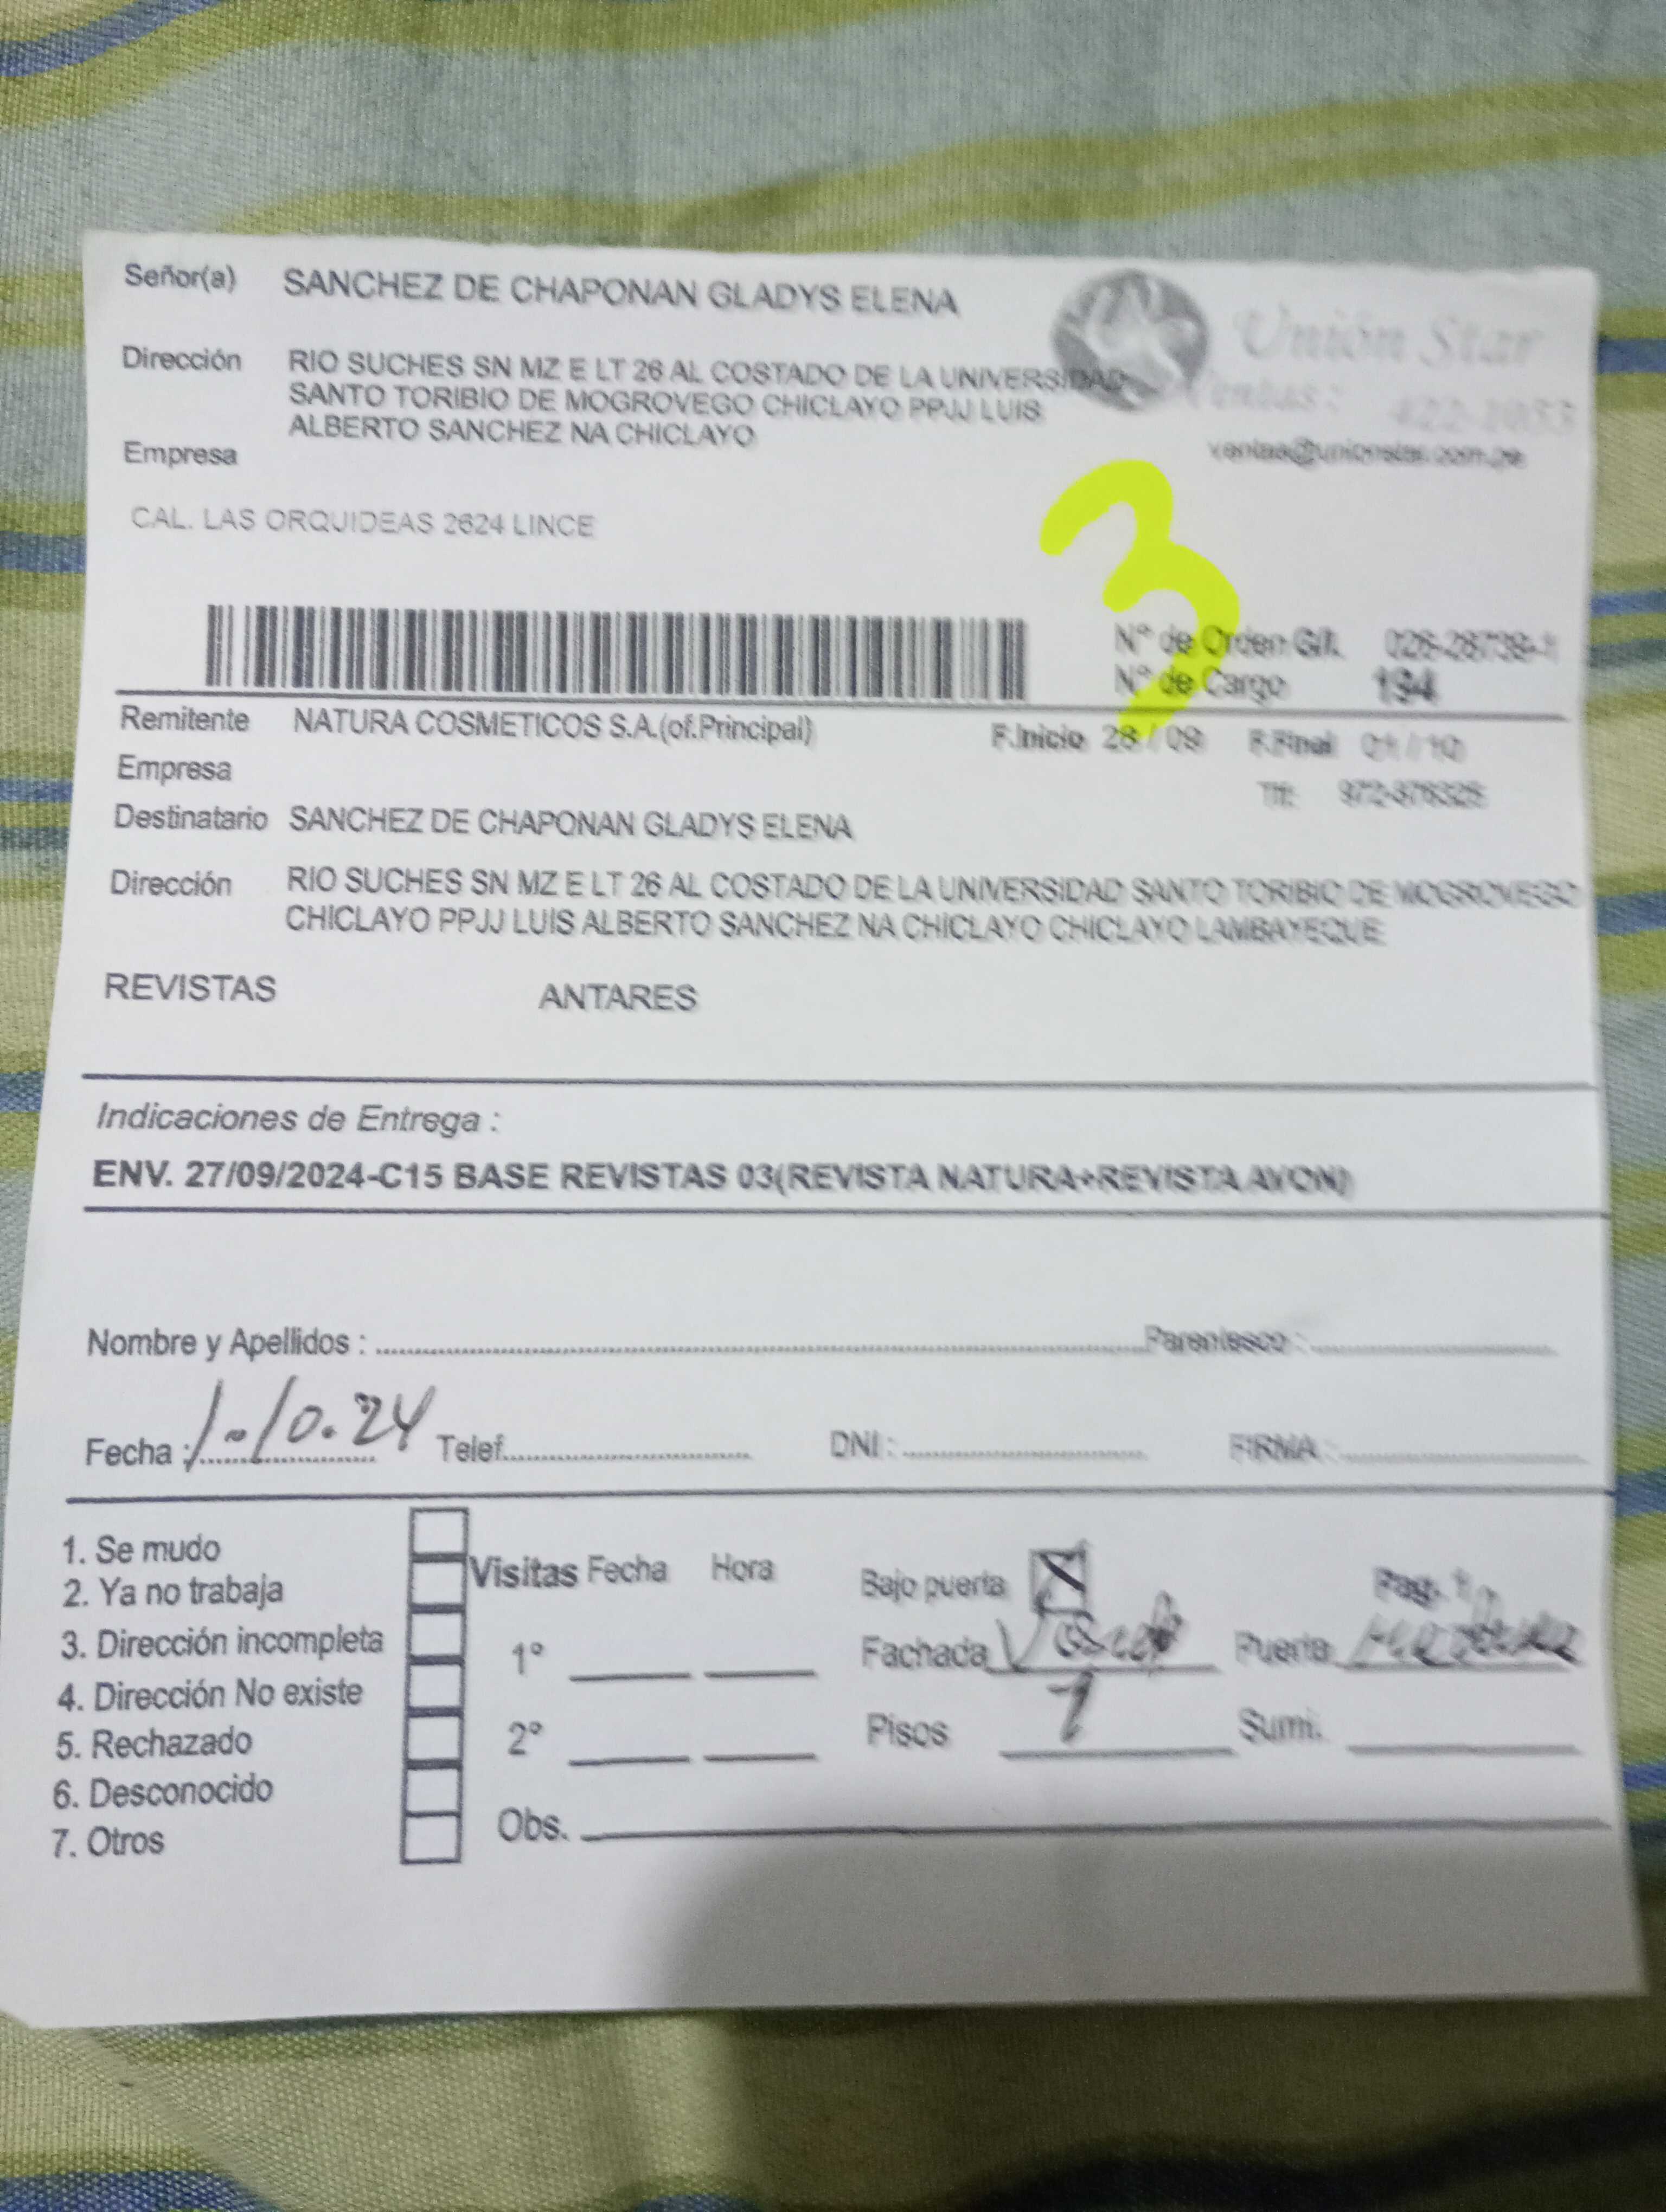 Señor(a) SANCHEZ DE CHAPONAN GLADYS ELENA
Unión Star
Dirección RIO SUCHES SN MZ E LT 26 AL COSTADO DE LA UNIVERSIDAD
SANTO TORIBIO DE MOGROVEGO CHICLAYO PPJJ LUIS
ALBERTO SANCHEZ NA CHICLAYO
Ventas:
ventas@unionstar.com.pe
Empresa
CAL. LAS ORQUIDEAS 2624 LINCE
3
N° de Orden G/I.
N° de Cargo 194
Remitente NATURA COSMETICOS S.A.(of.Principal) F.Inicio 28 / 09 F.Final 01 / 10
Empresa
Tlf:
Destinatario SANCHEZ DE CHAPONAN GLADYS ELENA
Dirección RIO SUCHES SN MZ E LT 26 AL COSTADO DE LA UNIVERSIDAD SANTO TORIBIO DE MOGROVEGO
CHICLAYO PPJJ LUIS ALBERTO SANCHEZ NA CHICLAYO CHICLAYO LAMBAYEQUE
REVISTAS ANTARES
Indicaciones de Entrega :
ENV. 27/09/2024-C15 BASE REVISTAS 03(REVISTA NATURA+REVISTA AVON)
Nombre y Apellidos : Parentesco :
Fecha : 1-10.24 Telef. DNI : FIRMA :
1. Se mudo
2. Ya no trabaja
3. Dirección incompleta
4. Dirección No existe
5. Rechazado
6. Desconocido
7. Otros
Visitas Fecha Hora
1°
2°
Obs.
Bajo puerta X Pag. 1
Fachada Puerta
Pisos 1 Sumi.